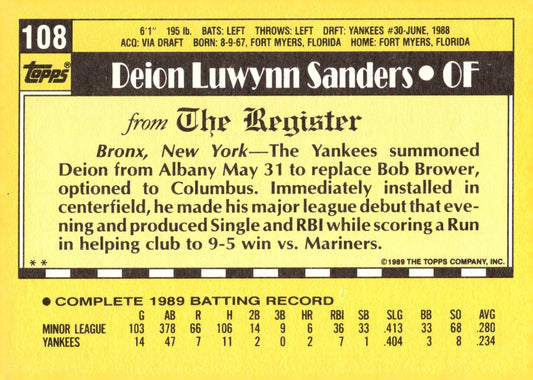 108
6'1" 195 lb. BATS: LEFT THROWS: LEFT DRFT: YANKEES #30-JUNE, 1988
ACQ: VIA DRAFT BORN: 8-9-67, FORT MYERS, FLORIDA HOME: FORT MYERS, FLORIDA
Topps®
Deion Luwynn Sanders • OF
from The Register
Bronx, New York—The Yankees summoned
Deion from Albany May 31 to replace Bob Brower,
optioned to Columbus. Immediately installed in
centerfield, he made his major league debut that eve-
ning and produced Single and RBI while scoring a Run
in helping club to 9-5 win vs. Mariners.
** ©1989 THE TOPPS COMPANY, INC.
• COMPLETE 1989 BATTING RECORD
G AB R H 2B 3B HR RBI SB SLG BB SO AVG
MINOR LEAGUE 103 378 66 106 14 9 6 36 33 .413 33 68 .280
YANKEES 14 47 7 11 2 0 2 7 1 .404 3 8 .234